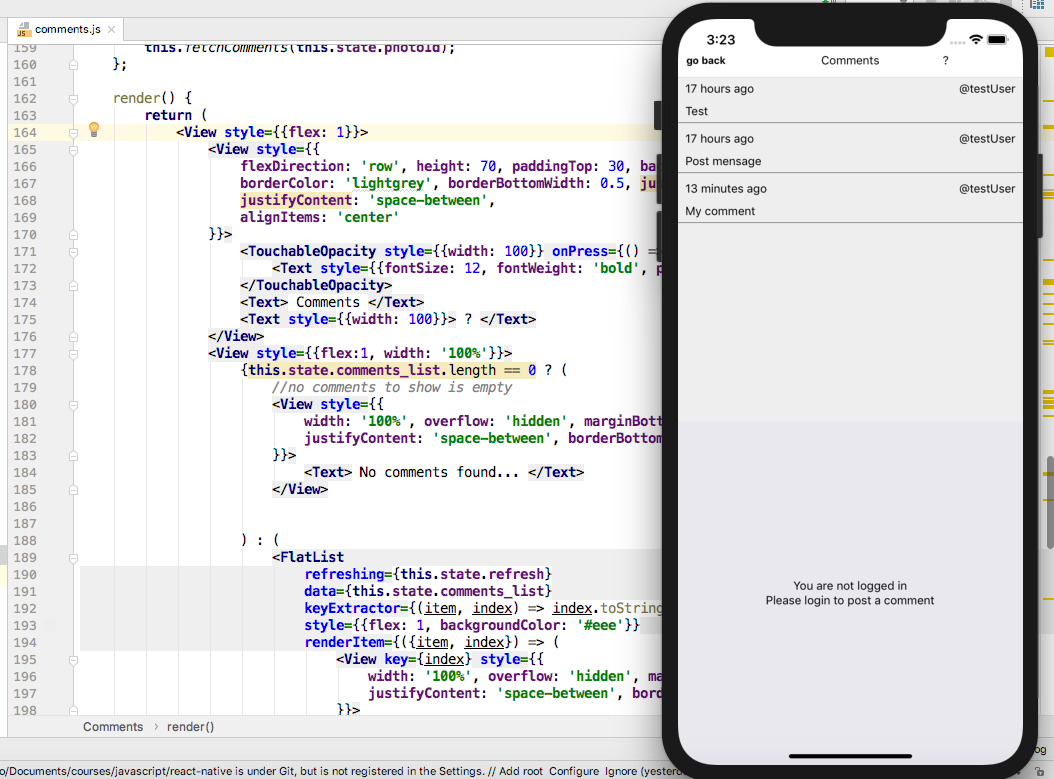 comments.js
159 this.fetchComments(this.state.photoId);
160 };
161
162 render() {
163 return (
164 <View style={{flex: 1}}>
165 <View style={{
166 flexDirection: 'row', height: 70, paddingTop: 30,
167 borderColor: 'lightgrey', borderBottomWidth: 0.5,
168 justifyContent: 'space-between',
169 alignItems: 'center'
170 }}>
171 <TouchableOpacity style={{width: 100}} onPress={() =
172 <Text style={{fontSize: 12, fontWeight: 'bold',
173 </TouchableOpacity>
174 <Text> Comments </Text>
175 <Text style={{width: 100}}> ? </Text>
176 </View>
177 <View style={{flex:1, width: '100%'}}>
178 {this.state.comments_list.length == 0 ? (
179 //no comments to show is empty
180 <View style={{
181 width: '100%', overflow: 'hidden', marginBott
182 justifyContent: 'space-between', borderBottom
183 }}>
184 <Text> No comments found... </Text>
185 </View>
186
187
188 ) : (
189 <FlatList
190 refreshing={this.state.refresh}
191 data={this.state.comments_list}
192 keyExtractor={(item, index) => index.toString
193 style={{flex: 1, backgroundColor: '#eee'}}
194 renderItem={({item, index}) => (
195 <View key={index} style={{
196 width: '100%', overflow: 'hidden', ma
197 justifyContent: 'space-between', bord
198 }}>
Comments › render()
o/Documents/courses/javascript/react-native is under Git, but is not registered in the Settings. // Add root Configure Ignore (yesterd
og
3:23
go back Comments ?
17 hours ago @testUser
Test
17 hours ago @testUser
Post message
13 minutes ago @testUser
My comment
You are not logged in
Please login to post a comment